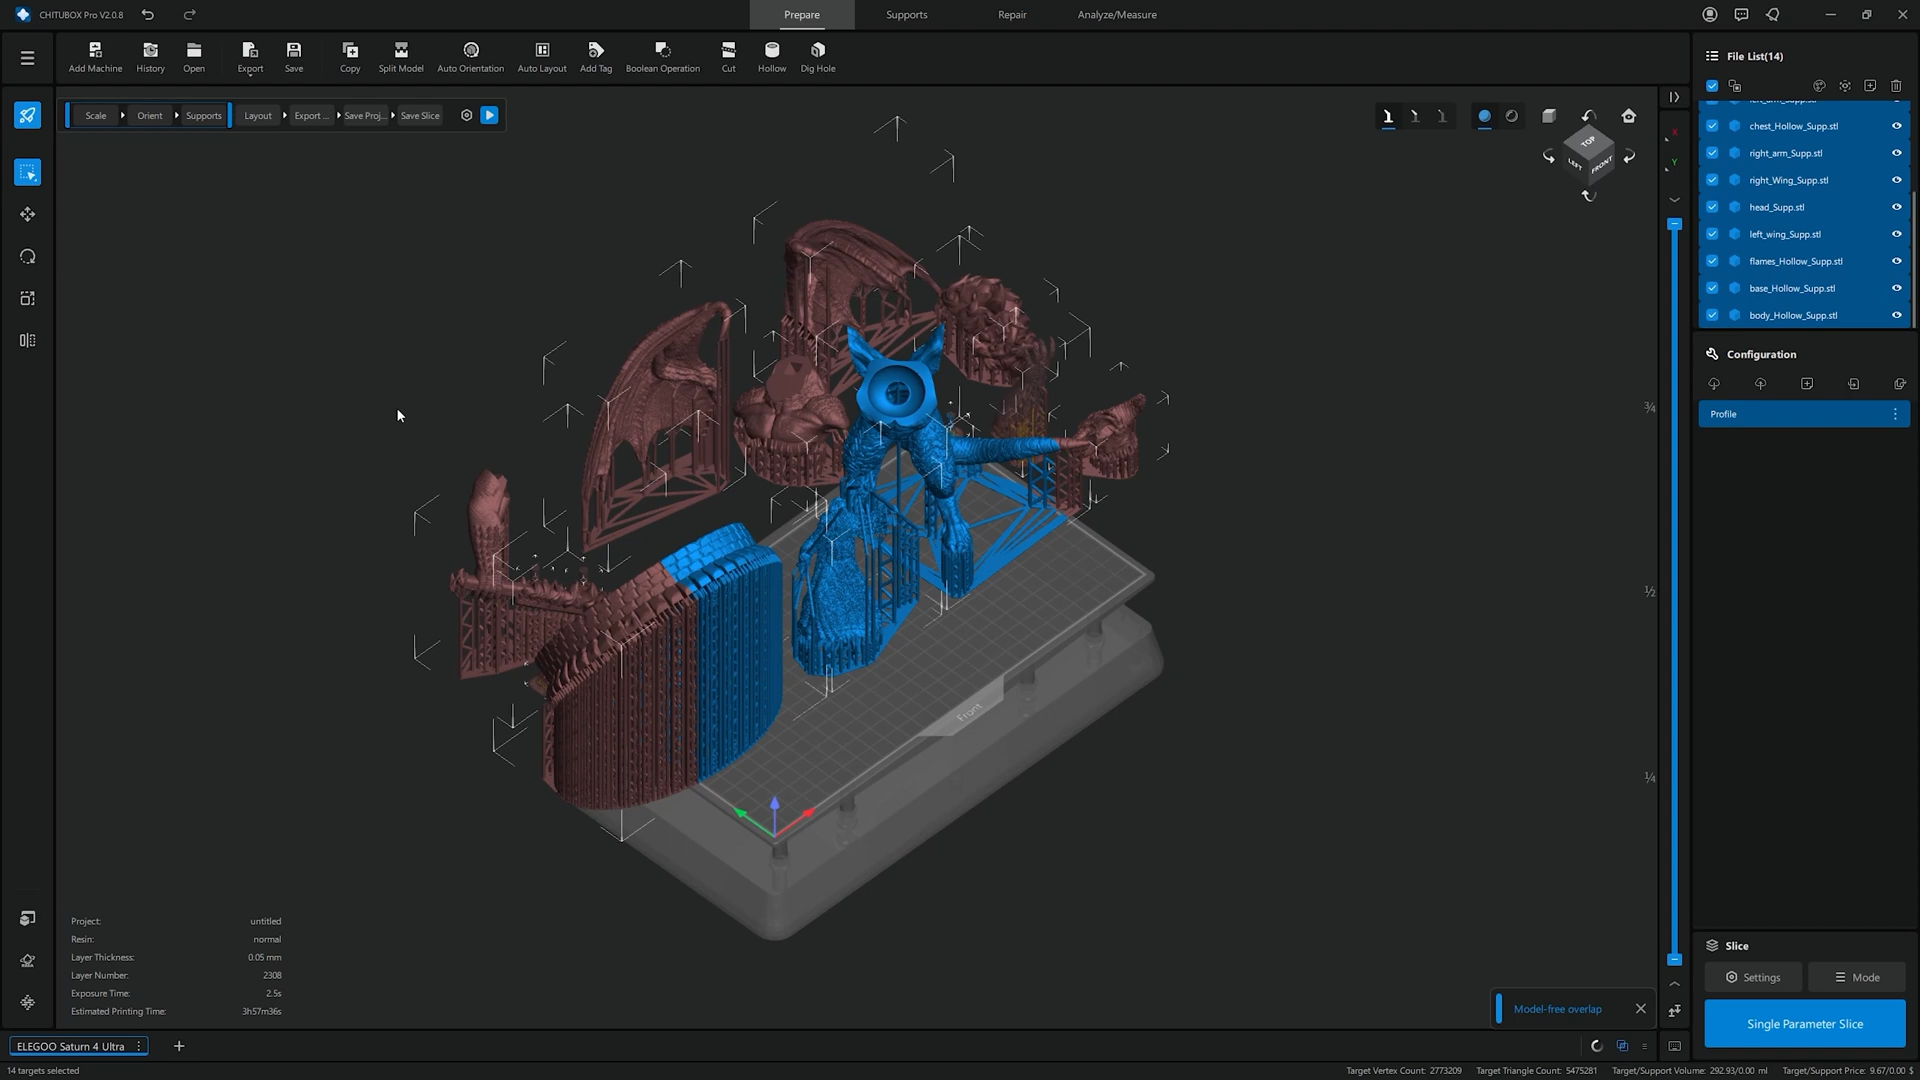 CHITUBOX Pro V2.0.8
Prepare
Supports
Repair
Analyze/Measure
Add Machine
History
Open
Export
Save
Copy
Split Model
Auto Orientation
Auto Layout
Add Tag
Boolean Operation
Cut
Hollow
Dig Hole
File List(14)
Scale
Orient
Supports
Layout
Export ...
Save Proj...
Save Slice
TOP
LEFT
FRONT
X
Y
left_arm_Supp.stl
chest_Hollow_Supp.stl
right_arm_Supp.stl
right_Wing_Supp.stl
head_Supp.stl
left_wing_Supp.stl
flames_Hollow_Supp.stl
base_Hollow_Supp.stl
body_Hollow_Supp.stl
Configuration
Profile
¾
½
¼
Front
Project: untitled
Resin: normal
Layer Thickness: 0.05 mm
Layer Number: 2308
Exposure Time: 2.5s
Estimated Printing Time: 3h57m36s
Model-free overlap
Slice
Settings
Mode
Single Parameter Slice
ELEGOO Saturn 4 Ultra
14 targets selected
Target Vertex Count: 2773209
Target Triangle Count: 5475281
Target/Support Volume: 292.93/0.00 ml
Target/Support Price: 9.67/0.00 $